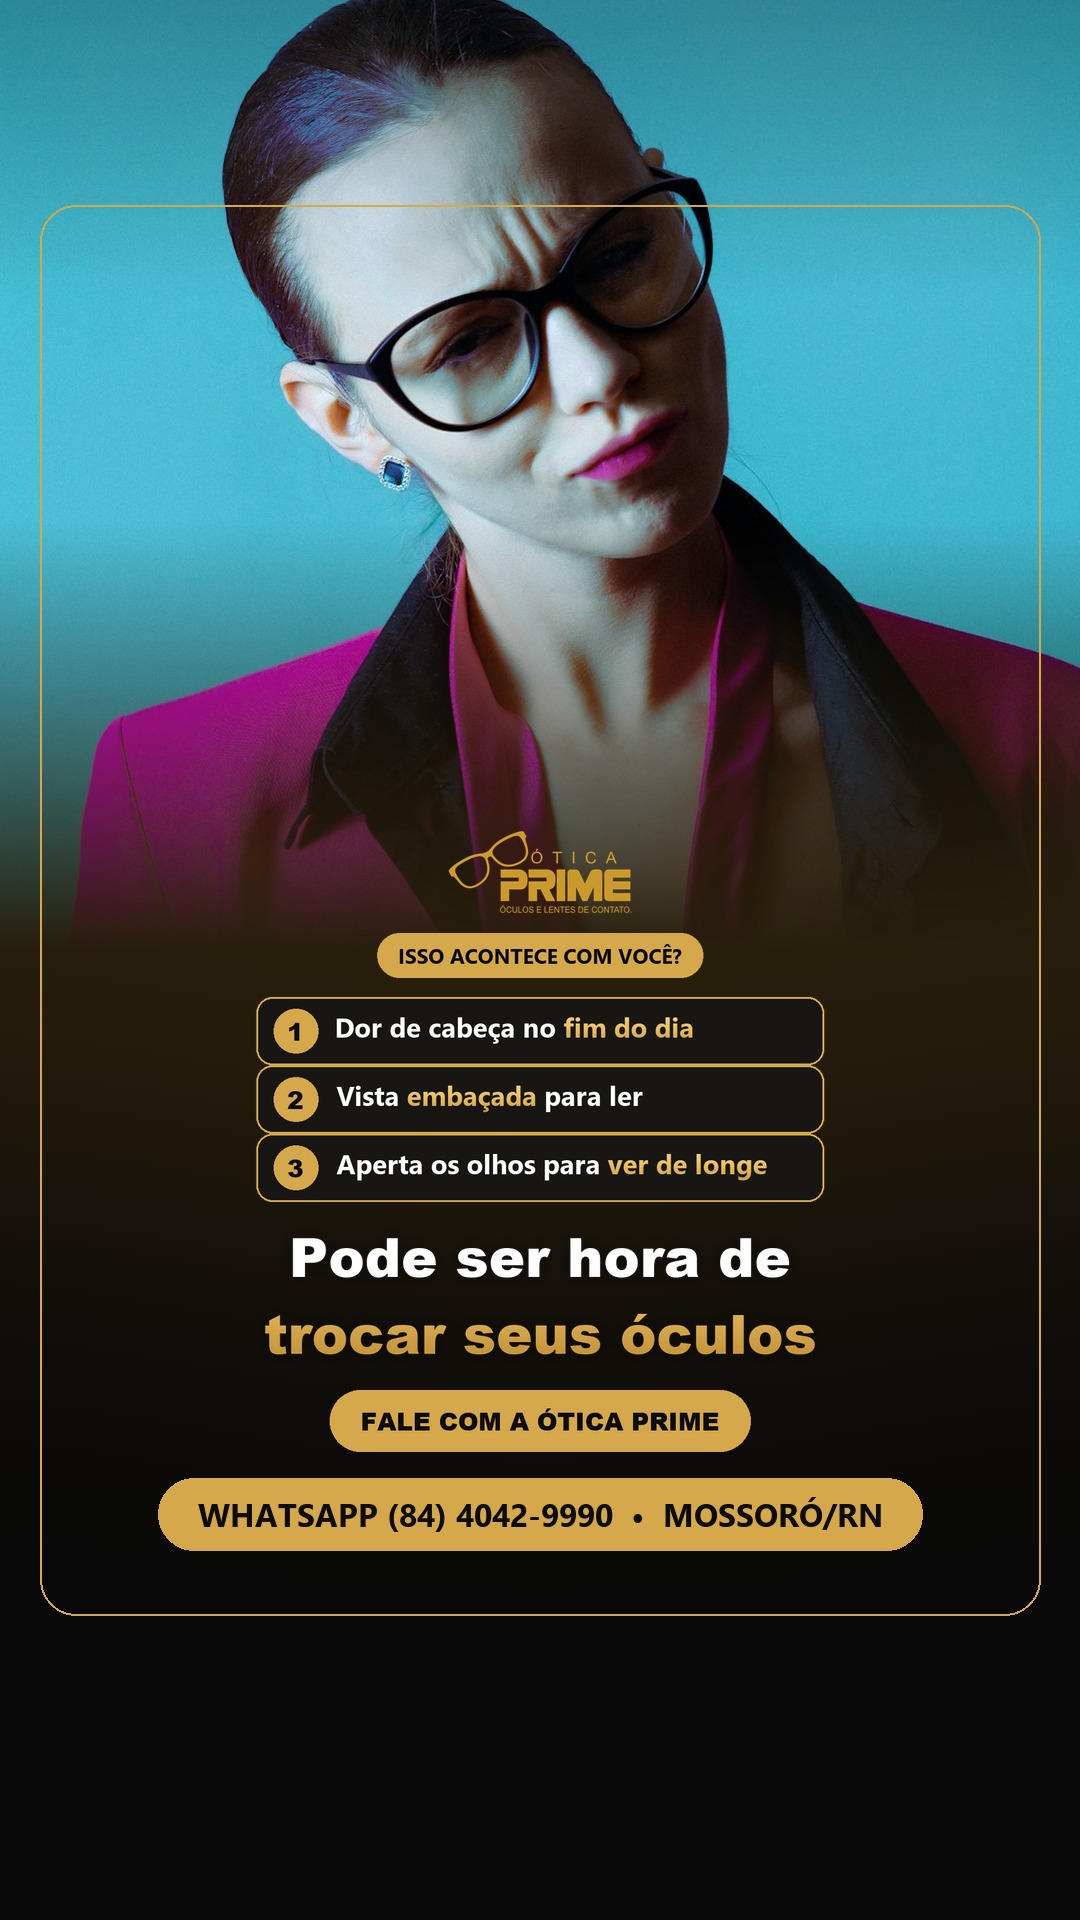 ÓTICA
PRIME
ÓCULOS E LENTES DE CONTATO.
ISSO ACONTECE COM VOCÊ?
1 Dor de cabeça no fim do dia
2 Vista embaçada para ler
3 Aperta os olhos para ver de longe
Pode ser hora de
trocar seus óculos
FALE COM A ÓTICA PRIME
WHATSAPP (84) 4042-9990 • MOSSORÓ/RN